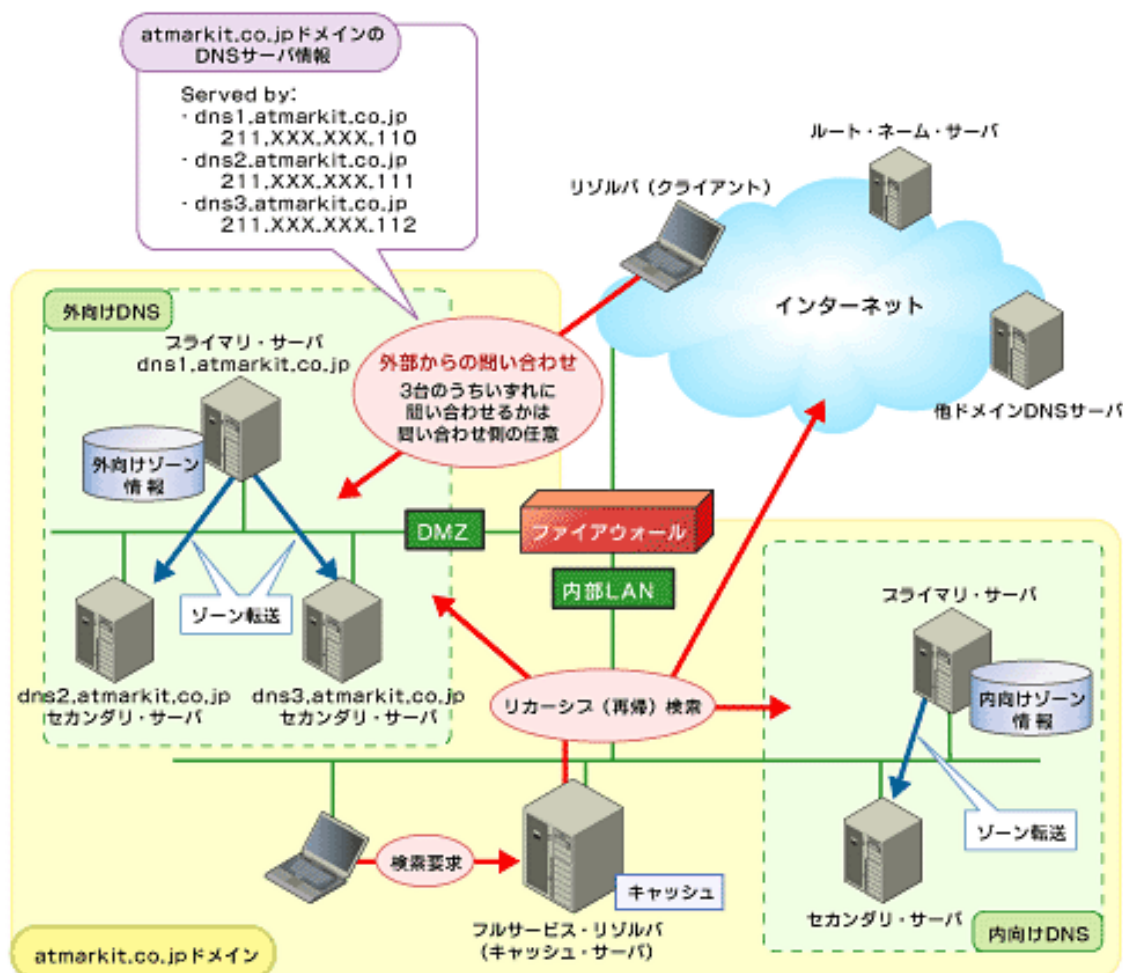 atmarkit.co.jpドメインの
DNSサーバ情報
Served by:
・dns1.atmarkit.co.jp
211.XXX.XXX.110
・dns2.atmarkit.co.jp
211.XXX.XXX.111
・dns3.atmarkit.co.jp
211.XXX.XXX.112
ルート・ネーム・サーバ
リゾルバ（クライアント）
インターネット
他ドメインDNSサーバ
外向けDNS
プライマリ・サーバ
dns1.atmarkit.co.jp
外部からの問い合わせ
3台のうちいずれに
問い合わせるかは
問い合わせ側の任意
外向けゾーン
情報
DMZ
ファイアウォール
内部LAN
ゾーン転送
dns2.atmarkit.co.jp
セカンダリ・サーバ
dns3.atmarkit.co.jp
セカンダリ・サーバ
リカーシブ（再帰）検索
プライマリ・サーバ
内向けゾーン
情報
ゾーン転送
検索要求
キャッシュ
フルサービス・リゾルバ
（キャッシュ・サーバ）
セカンダリ・サーバ
内向けDNS
atmarkit.co.jpドメイン